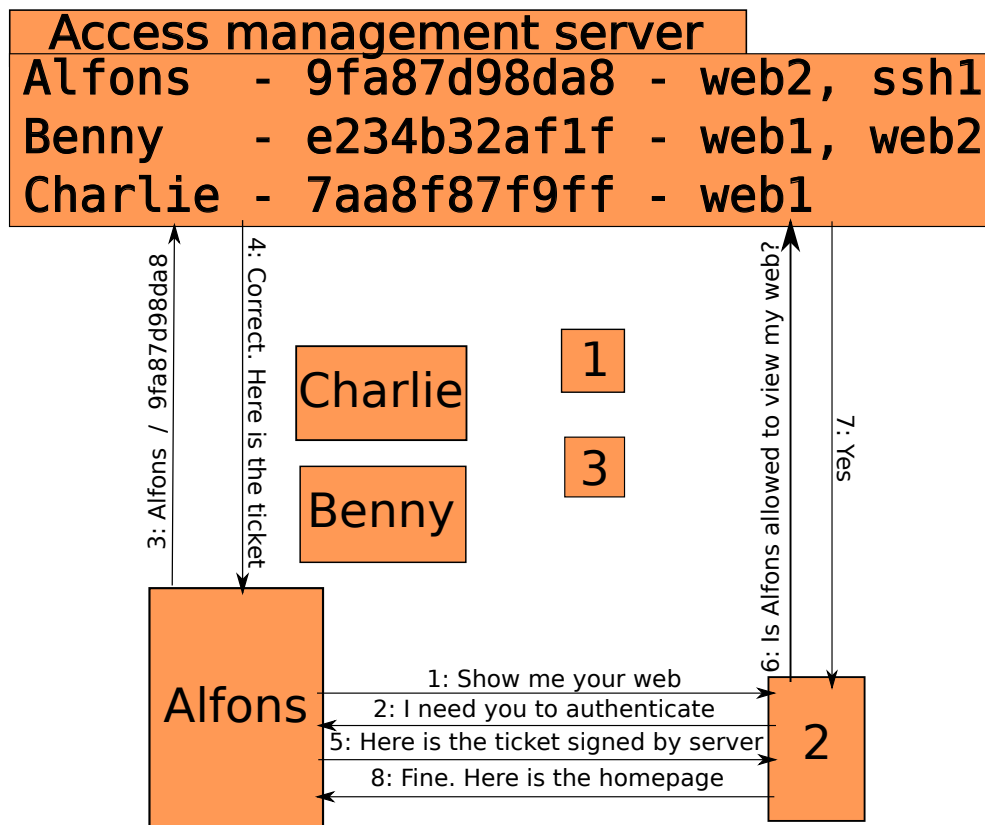 Access management server
Alfons - 9fa87d98da8 - web2, ssh1
Benny - e234b32af1f - web1, web2
Charlie - 7aa8f87f9ff - web1
3: Alfons / 9fa87d98da8
4: Correct. Here is the ticket
Charlie
Benny
1
3
6: Is Alfons allowed to view my web?
7: Yes
Alfons
1: Show me your web
2: I need you to authenticate
5: Here is the ticket signed by server
8: Fine. Here is the homepage
2